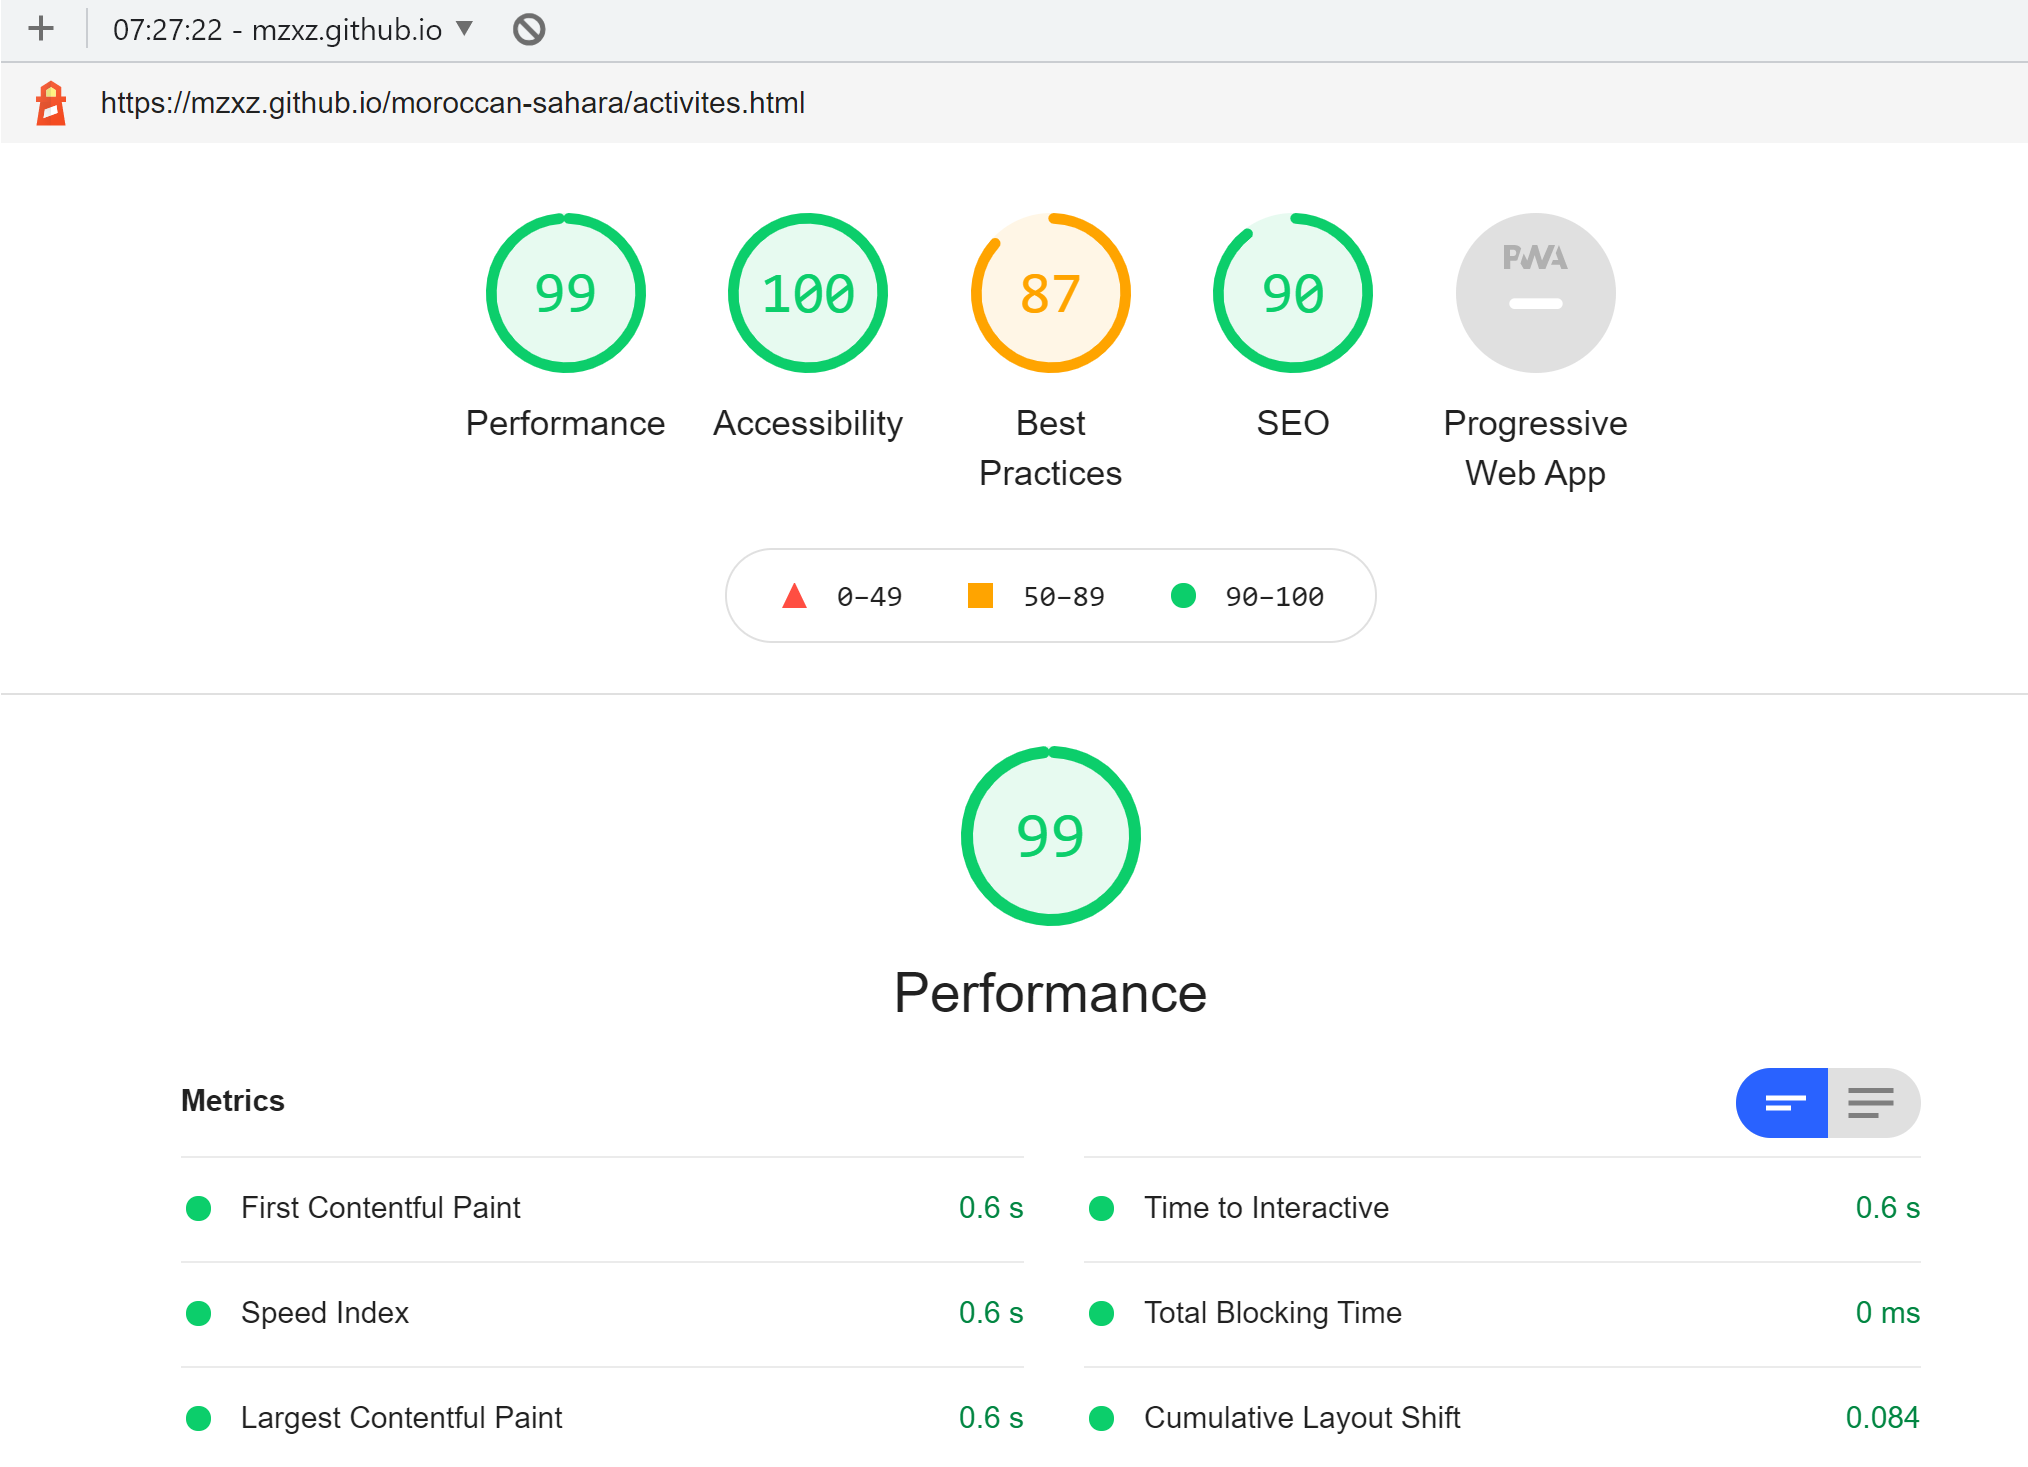 07:27:22 - mzxz.github.io
https://mzxz.github.io/moroccan-sahara/activites.html
99
100
87
90
PWA
Performance
Accessibility
Best
Practices
SEO
Progressive
Web App
0–49
50–89
90–100
99
Performance
Metrics
First Contentful Paint 0.6 s
Time to Interactive 0.6 s
Speed Index 0.6 s
Total Blocking Time 0 ms
Largest Contentful Paint 0.6 s
Cumulative Layout Shift 0.084